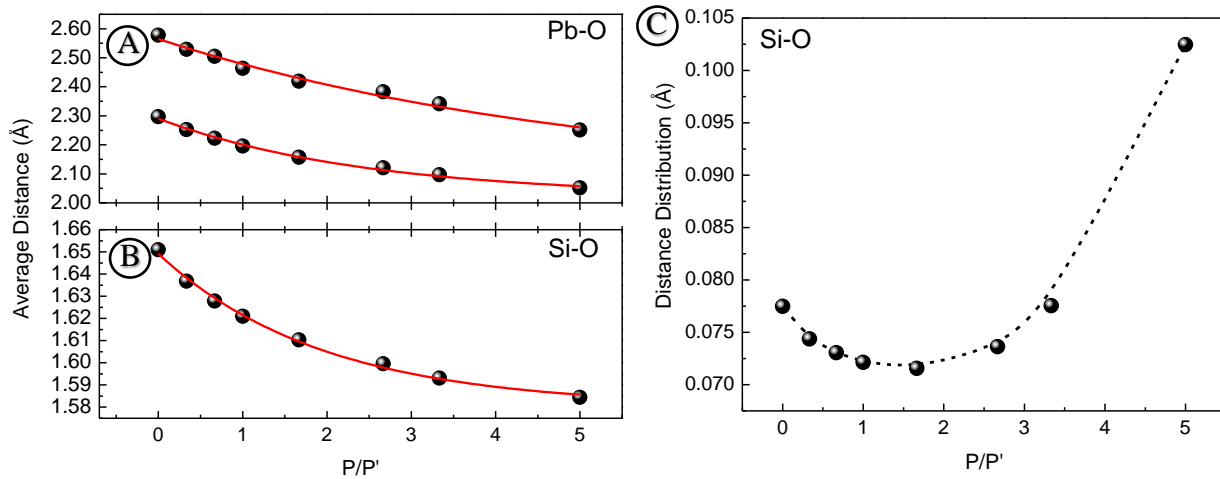 A
Pb-O
2.60
2.50
2.40
2.30
2.20
2.10
2.00
Average Distance (Å)
B
Si-O
1.66
1.65
1.64
1.63
1.62
1.61
1.60
1.59
1.58
0 1 2 3 4 5
P/P'
C
Si-O
0.105
0.100
0.095
0.090
0.085
0.080
0.075
0.070
Distance Distribution (Å)
0 1 2 3 4 5
P/P'